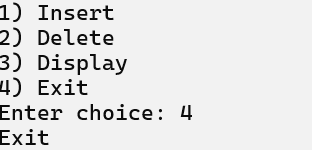 1) Insert
2) Delete
3) Display
4) Exit
Enter choice: 4
Exit